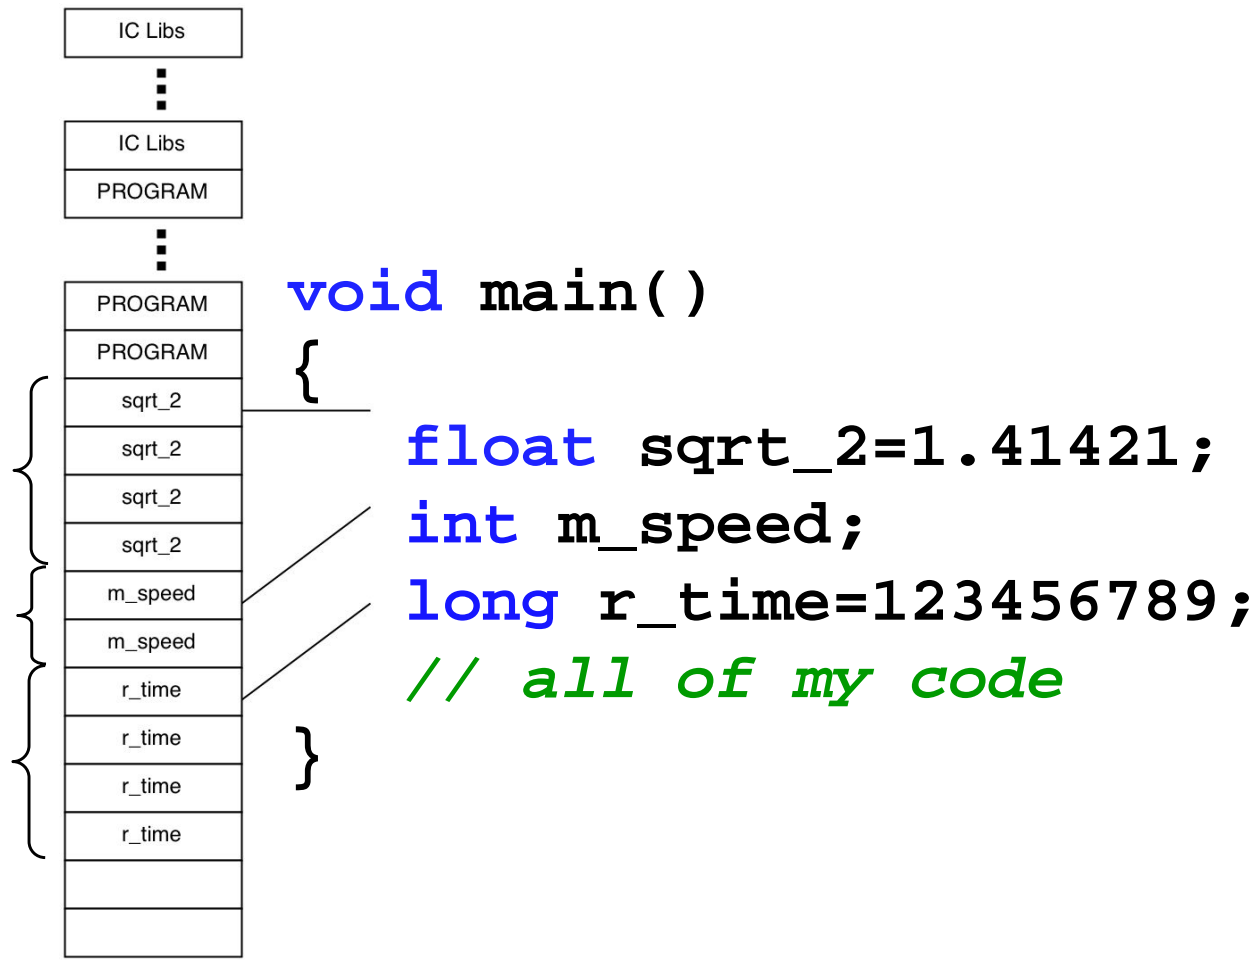 IC Libs
IC Libs
PROGRAM
PROGRAM
PROGRAM
sqrt_2
sqrt_2
sqrt_2
sqrt_2
m_speed
m_speed
r_time
r_time
r_time
r_time
void main()
{
float sqrt_2=1.41421;
int m_speed;
long r_time=123456789;
// all of my code
}